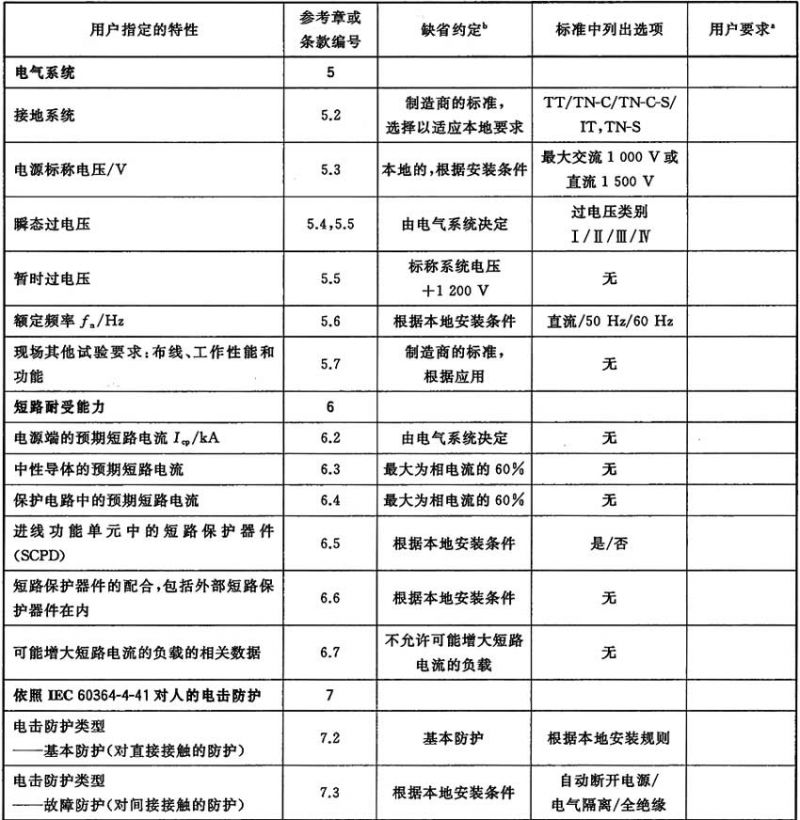 用户指定的特性 参考章或条款编号 缺省约定ᵇ 标准中列出选项 用户要求ᵃ
电气系统 5
接地系统 5.2 制造商的标准，选择以适应本地要求 TT/TN-C/TN-C-S/IT，TN-S
电源标称电压/V 5.3 本地的，根据安装条件 最大交流 1 000 V 或直流 1 500 V
瞬态过电压 5.4，5.5 由电气系统决定 过电压类别 Ⅰ/Ⅱ/Ⅲ/Ⅳ
暂时过电压 5.5 标称系统电压+1 200 V 无
额定频率 fₙ/Hz 5.6 根据本地安装条件 直流/50 Hz/60 Hz
现场其他试验要求：布线、工作性能和功能 5.7 制造商的标准，根据应用 无
短路耐受能力 6
电源端的预期短路电流 Icp/kA 6.2 由电气系统决定 无
中性导体的预期短路电流 6.3 最大为相电流的 60% 无
保护电路中的预期短路电流 6.4 最大为相电流的 60% 无
进线功能单元中的短路保护器件(SCPD) 6.5 根据本地安装条件 是/否
短路保护器件的配合，包括外部短路保护器件在内 6.6 根据本地安装条件 无
可能增大短路电流的负载的相关数据 6.7 不允许可能增大短路电流的负载 无
依照 IEC 60364-4-41 对人的电击防护 7
电击防护类型——基本防护(对直接接触的防护) 7.2 基本防护 根据本地安装规则
电击防护类型——故障防护(对间接接触的防护) 7.3 根据本地安装条件 自动断开电源/电气隔离/全绝缘